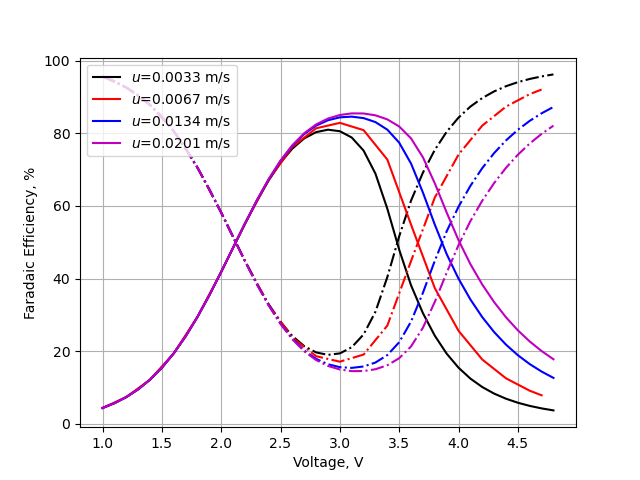 100
80
60
40
20
0
Faradaic Efficiency, %
u=0.0033 m/s
u=0.0067 m/s
u=0.0134 m/s
u=0.0201 m/s
1.0 1.5 2.0 2.5 3.0 3.5 4.0 4.5
Voltage, V